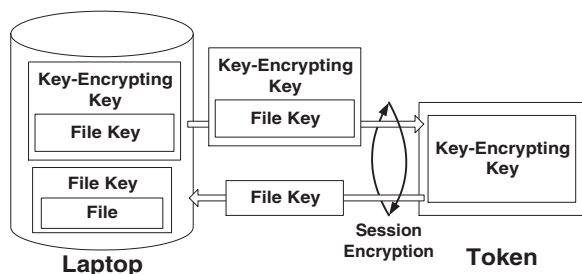 Key-Encrypting
Key
File Key
File Key
File
Laptop
Key-Encrypting
Key
File Key
File Key
Session
Encryption
Key-Encrypting
Key
Token